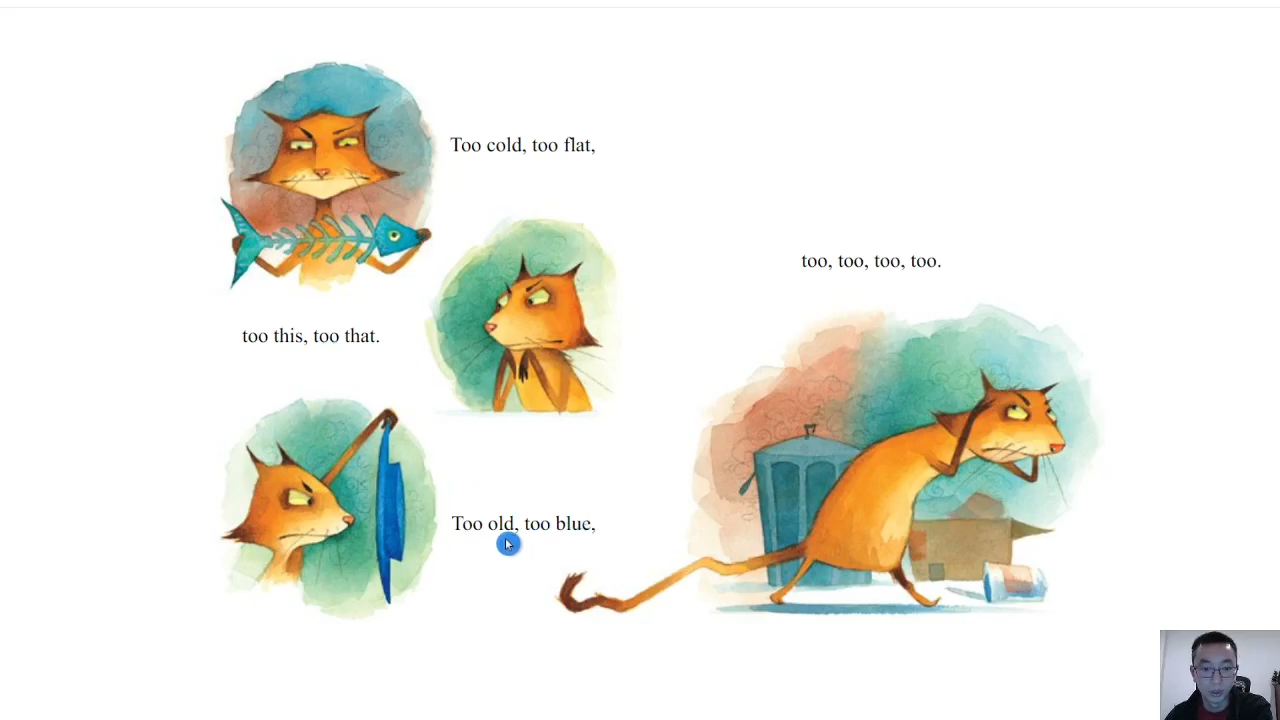 Too cold, too flat,
too this, too that.
Too old, too blue,
too, too, too, too.